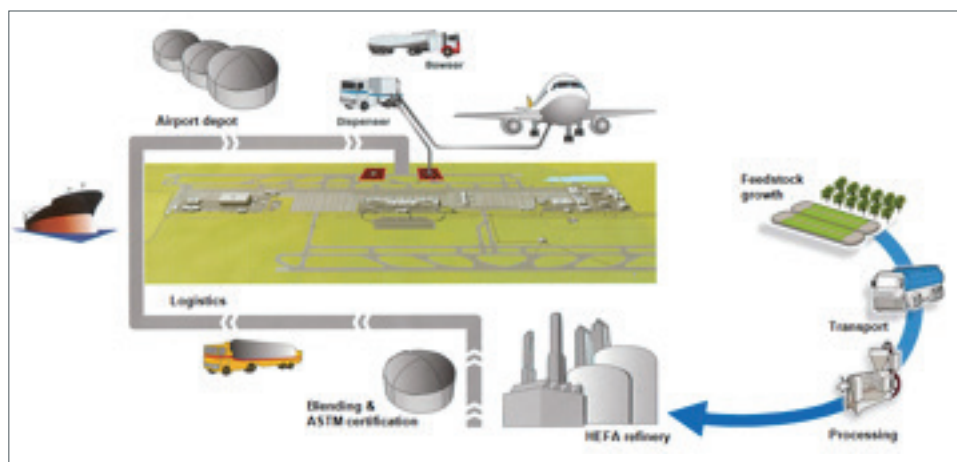 Bowser
Airport depot
Dispenser
Feedstock
growth
Logistics
Transport
Blending &
ASTM certification
HEFA refinery
Processing